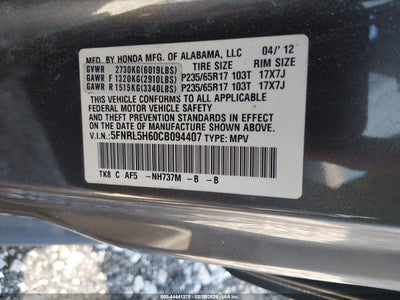 MFD. BY HONDA MFG. OF ALABAMA, LLC 04/ '12
GVWR 2730KG(6019LBS) TIRE SIZE RIM SIZE
GAWR F 1320KG(2910LBS) P235/65R17 103T 17X7J
GAWR R 1515KG(3340LBS) P235/65R17 103T 17X7J
THIS VEHICLE CONFORMS TO ALL APPLICABLE
FEDERAL MOTOR VEHICLE SAFETY, BUMPER,
AND THEFT PREVENTION STANDARDS IN EFFECT
ON THE DATE OF MANUFACTURE SHOWN ABOVE.
V.I.N.: 5FNRL5H60CB094407 TYPE: MPV
TK8 C AF5 -NH737M -B -B